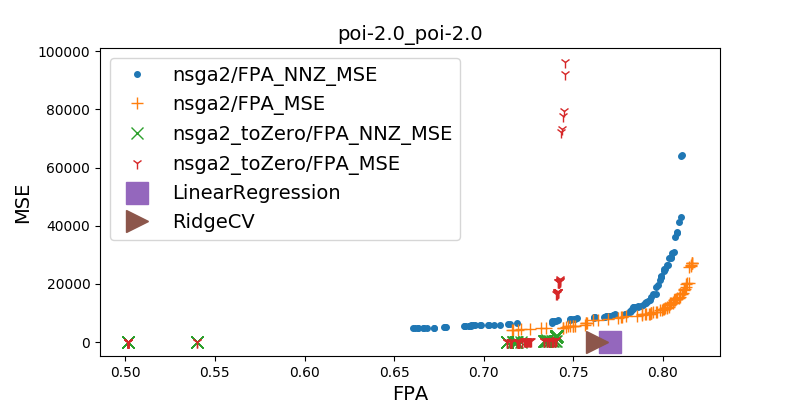 poi-2.0_poi-2.0
100000
80000
60000
40000
20000
0
MSE
nsga2/FPA_NNZ_MSE
nsga2/FPA_MSE
nsga2_toZero/FPA_NNZ_MSE
nsga2_toZero/FPA_MSE
LinearRegression
RidgeCV
0.50 0.55 0.60 0.65 0.70 0.75 0.80
FPA